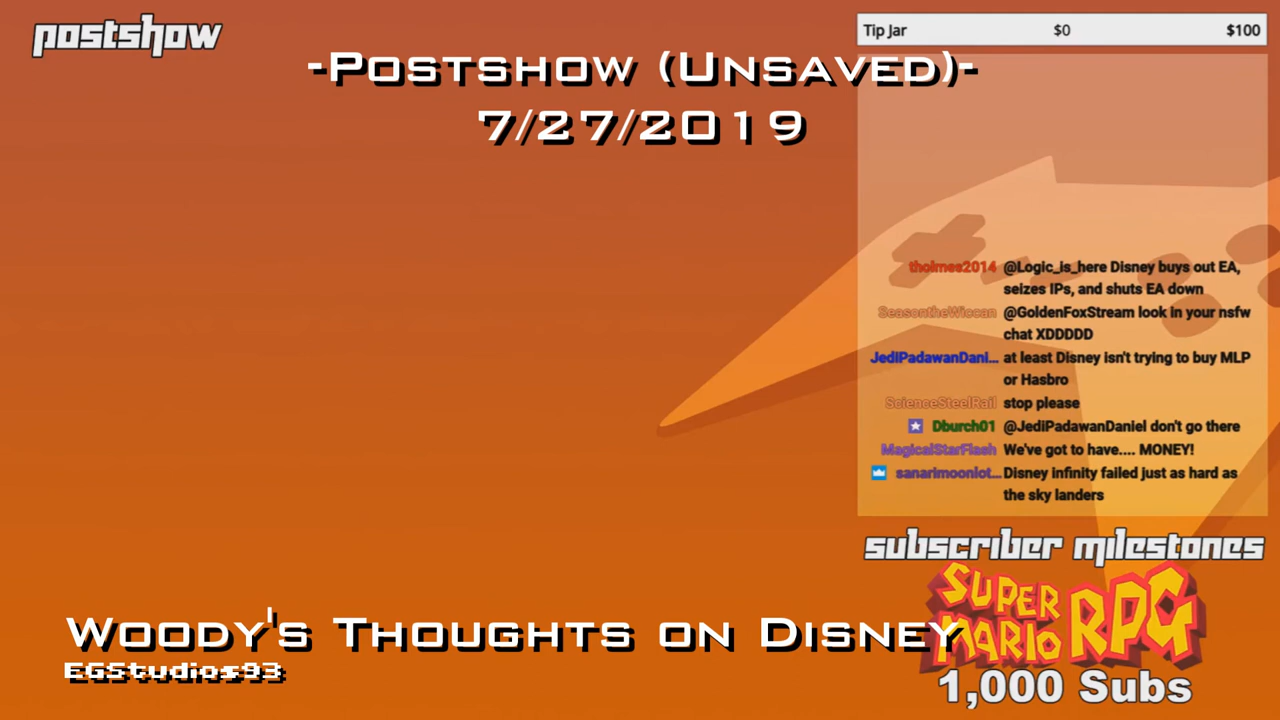 postshow
-Postshow (Unsaved)-
7/27/2019
Tip Jar $0 $100
tholmes2014 @Logic_is_here Disney buys out EA,
seizes IPs, and shuts EA down
SeasontheWiccan @GoldenFoxStream look in your nsfw
chat XDDDDD
JediPadawanDani... at least Disney isn't trying to buy MLP
or Hasbro
ScienceSteelRail stop please
Dburch01 @JediPadawanDaniel don't go there
MagicalStarFlash We've got to have.... MONEY!
sanarimoonlot... Disney infinity failed just as hard as
the sky landers
subscriber milestones
SUPER
MARIO RPG
1,000 Subs
Woody's Thoughts on Disney
EGStudios93